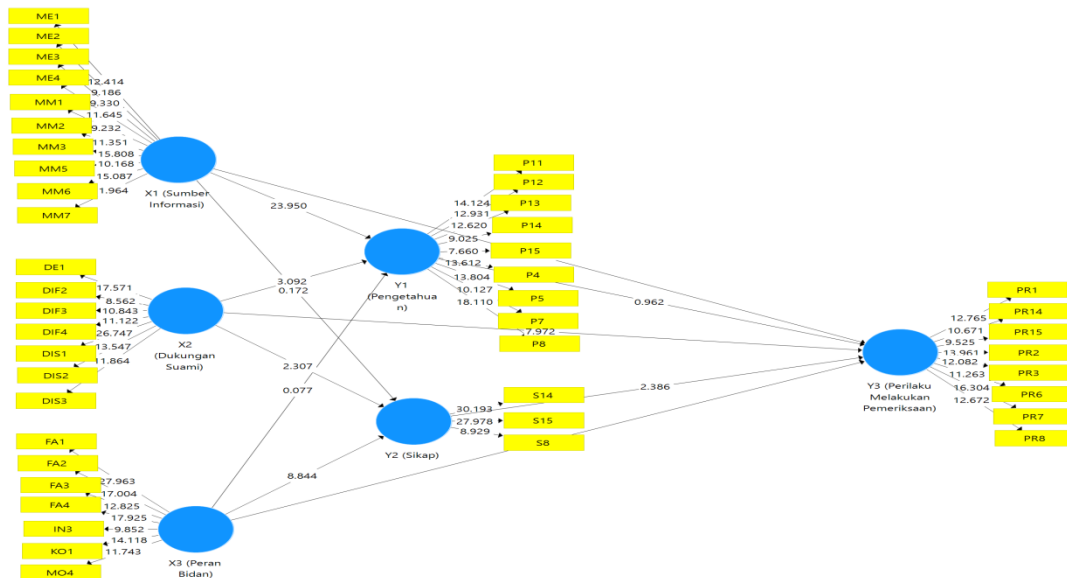 ME1
ME2
ME3
ME4
MM1
MM2
MM3
MM5
MM6
MM7
12.414
9.186
9.330
11.645
9.232
11.351
15.808
10.168
15.087
1.964
X1 (Sumber
Informasi)
23.950
3.092
0.172
DE1
DIF2
DIF3
DIF4
DIS1
DIS2
DIS3
17.571
8.562
10.843
11.122
26.747
13.547
11.864
X2
(Dukungan
Suami)
2.307
0.077
FA1
FA2
FA3
FA4
IN3
KO1
MO4
27.963
17.004
12.825
17.925
9.852
14.118
11.743
X3 (Peran
Bidan)
8.844
Y1
(Pengetahua
n)
14.124
12.931
12.620
9.025
7.660
13.612
13.804
10.127
18.110
P11
P12
P13
P14
P15
P4
P5
P7
P8
7.972
0.962
Y2 (Sikap)
30.193
27.978
8.929
S14
S15
S8
2.386
Y3 (Perilaku
Melakukan
Pemeriksaan)
12.765
10.671
9.525
13.961
12.082
11.263
16.304
12.672
PR1
PR14
PR15
PR2
PR3
PR6
PR7
PR8